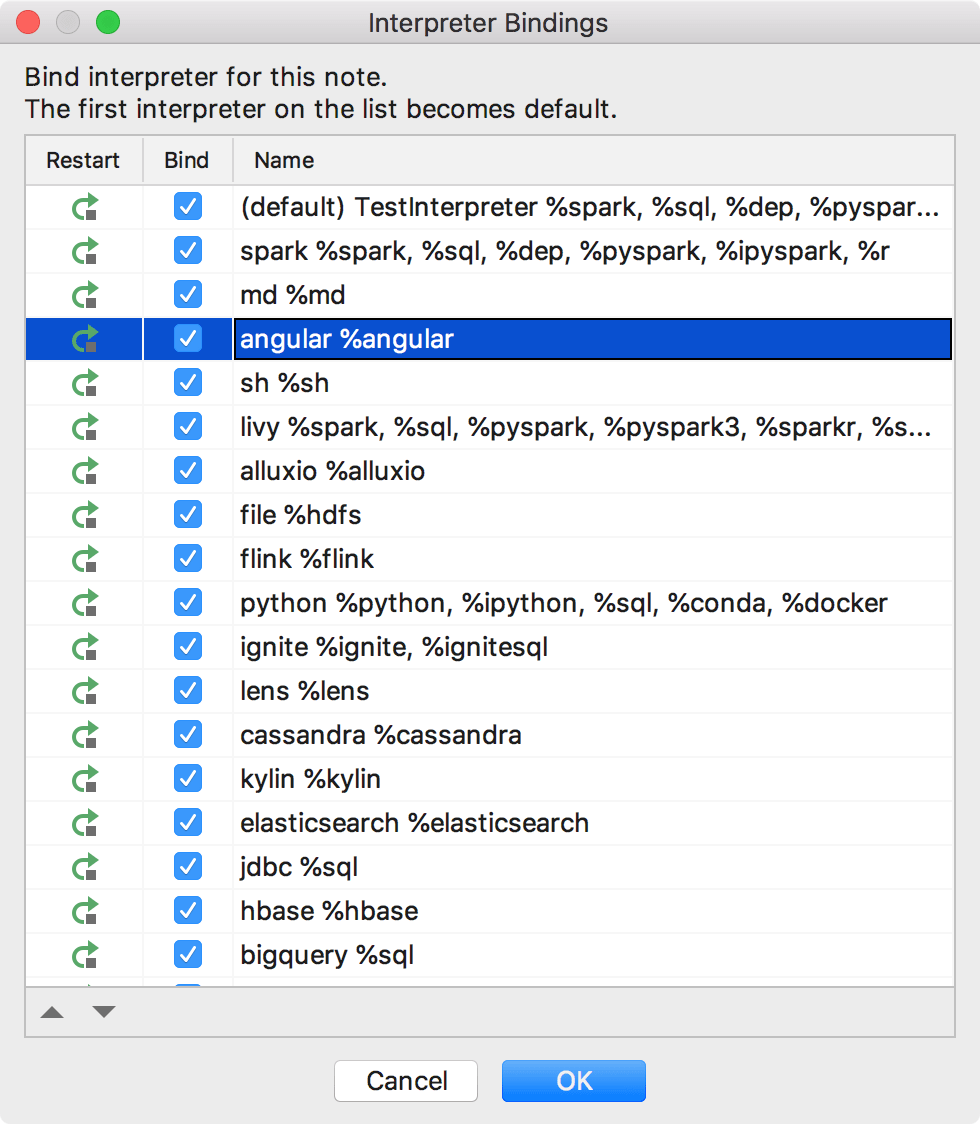 Interpreter Bindings
Bind interpreter for this note.
The first interpreter on the list becomes default.
Restart Bind Name
(default) TestInterpreter %spark, %sql, %dep, %pyspar...
spark %spark, %sql, %dep, %pyspark, %ipyspark, %r
md %md
angular %angular
sh %sh
livy %spark, %sql, %pyspark, %pyspark3, %sparkr, %s...
alluxio %alluxio
file %hdfs
flink %flink
python %python, %ipython, %sql, %conda, %docker
ignite %ignite, %ignitesql
lens %lens
cassandra %cassandra
kylin %kylin
elasticsearch %elasticsearch
jdbc %sql
hbase %hbase
bigquery %sql
Cancel OK